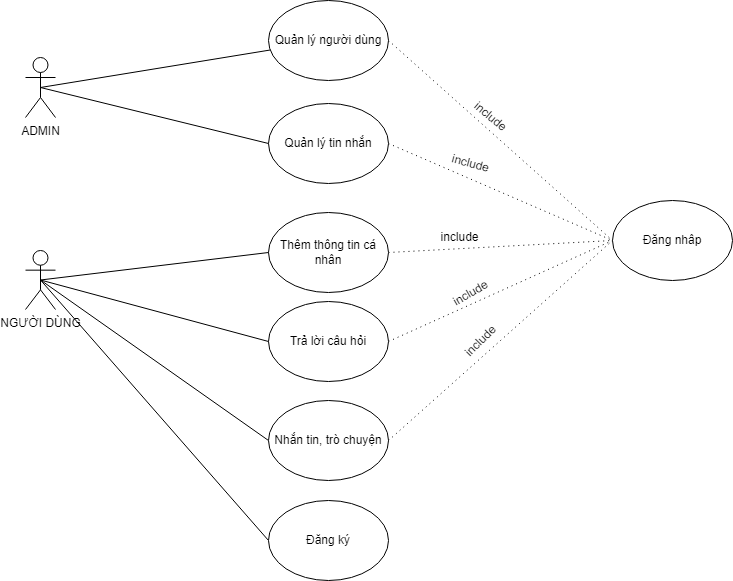 Quản lý người dùng
ADMIN
include
Quản lý tin nhắn
include
Đăng nhâp
Thêm thông tin cá
nhân
include
NGƯỜI DÙNG
include
Trả lời câu hỏi
include
Nhắn tin, trò chuyện
Đăng ký